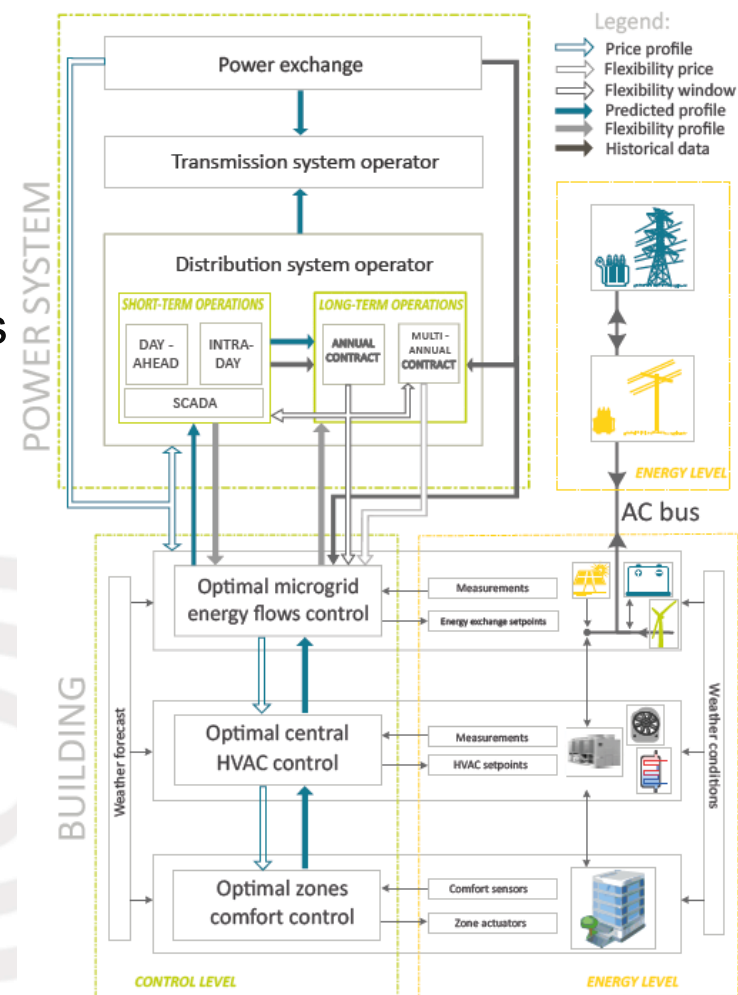 Legend:
Price profile
Flexibility price
Flexibility window
Predicted profile
Flexibility profile
Historical data
POWER SYSTEM
s
Power exchange
Transmission system operator
Distribution system operator
SHORT-TERM OPERATIONS
DAY -
AHEAD
INTRA-
DAY
SCADA
LONG-TERM OPERATIONS
ANNUAL
CONTRACT
MULTI -
ANNUAL
CONTRACT
ENERGY LEVEL
AC bus
BUILDING
Weather forecast
Optimal microgrid
energy flows control
Measurements
Energy exchange setpoints
Optimal central
HVAC control
Measurements
HVAC setpoints
Optimal zones
comfort control
Comfort sensors
Zone actuators
Weather conditions
CONTROL LEVEL
ENERGY LEVEL